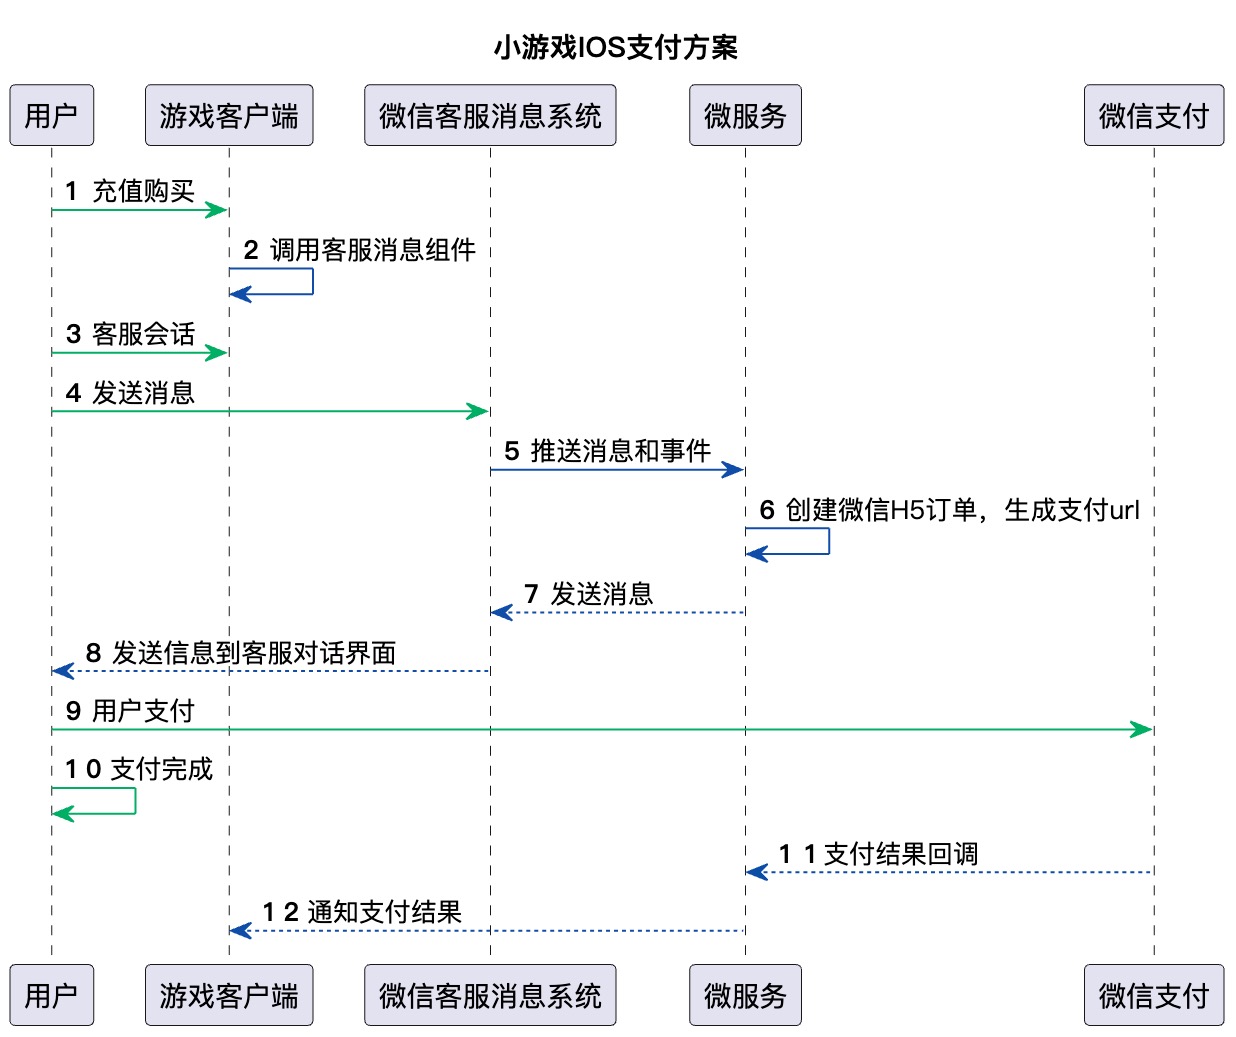 小游戏IOS支付方案
用户
游戏客户端
微信客服消息系统
微服务
微信支付
1 充值购买
2 调用客服消息组件
3 客服会话
4 发送消息
5 推送消息和事件
6 创建微信H5订单，生成支付url
7 发送消息
8 发送信息到客服对话界面
9 用户支付
10 支付完成
11 支付结果回调
12 通知支付结果
用户
游戏客户端
微信客服消息系统
微服务
微信支付